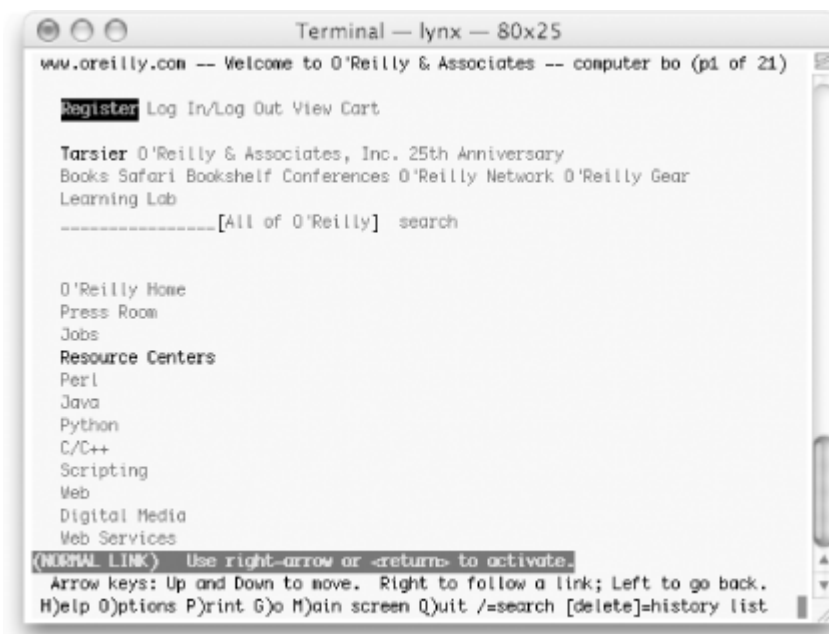 Terminal — lynx — 80x25
www.oreilly.com -- Welcome to O'Reilly & Associates -- computer bo (p1 of 21)
Register Log In/Log Out View Cart
Tarsier O'Reilly & Associates, Inc. 25th Anniversary
Books Safari Bookshelf Conferences O'Reilly Network O'Reilly Gear
Learning Lab
________________[All of O'Reilly] search
O'Reilly Home
Press Room
Jobs
Resource Centers
Perl
Java
Python
C/C++
Scripting
Web
Digital Media
Web Services
(NORMAL LINK) Use right-arrow or <return> to activate.
Arrow keys: Up and Down to move. Right to follow a link; Left to go back.
H)elp O)ptions P)rint G)o M)ain screen Q)uit /=search [delete]=history list